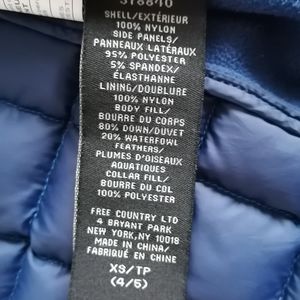 SHELL/EXTÉRIEUR
100% NYLON
SIDE PANELS/
PANNEAUX LATÉRAUX
95% POLYESTER
5% SPANDEX/
ÉLASTHANNE
LINING/DOUBLURE
100% NYLON
BODY FILL/
BOURRE DU CORPS
80% DOWN/DUVET
20% WATERFOWL
FEATHERS/
PLUMES D'OISEAUX
AQUATIQUES
COLLAR FILL/
BOURRE DU COL
100% POLYESTER
FREE COUNTRY LTD
4 BRYANT PARK
NEW YORK, NY 10018
MADE IN CHINA/
FABRIQUÉ EN CHINE
XS/TP